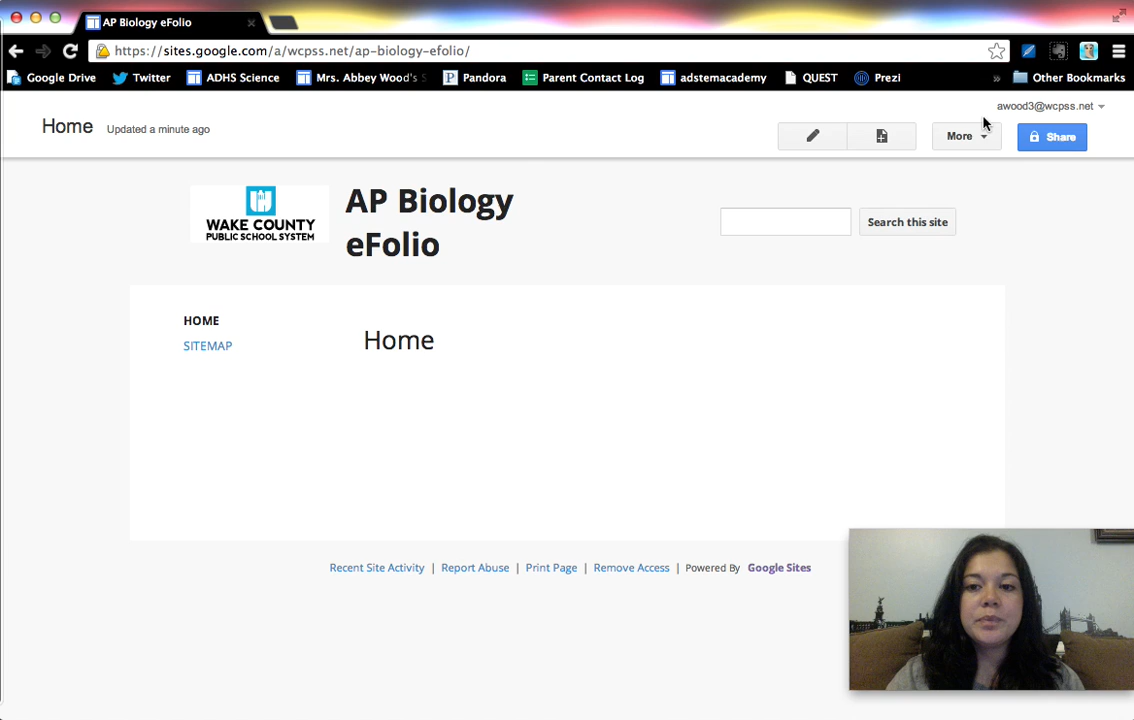 AP Biology eFolio
https://sites.google.com/a/wcpss.net/ap-biology-efolio/
Google Drive Twitter ADHS Science Mrs. Abbey Wood's S Pandora Parent Contact Log adstemacademy QUEST Prezi » Other Bookmarks
awood3@wcpss.net
Home Updated a minute ago More Share
WAKE COUNTY
PUBLIC SCHOOL SYSTEM
AP Biology
eFolio
Search this site
HOME
SITEMAP
Home
Recent Site Activity | Report Abuse | Print Page | Remove Access | Powered By Google Sites